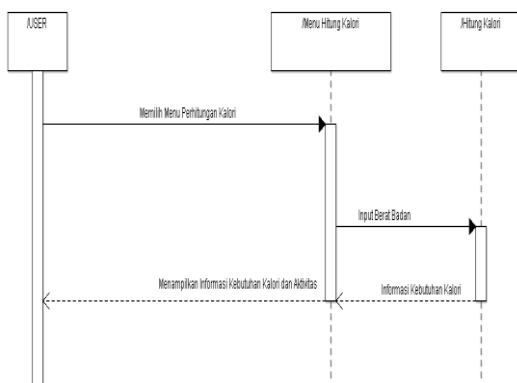 /USER
/Menu Hitung Kalori
/Hitung Kalori
Memilih Menu Perhitungan Kalori
Input Berat Badan
Menampilkan Informasi Kebutuhan Kalori dan Aktivitas
Informasi Kebutuhan Kalori